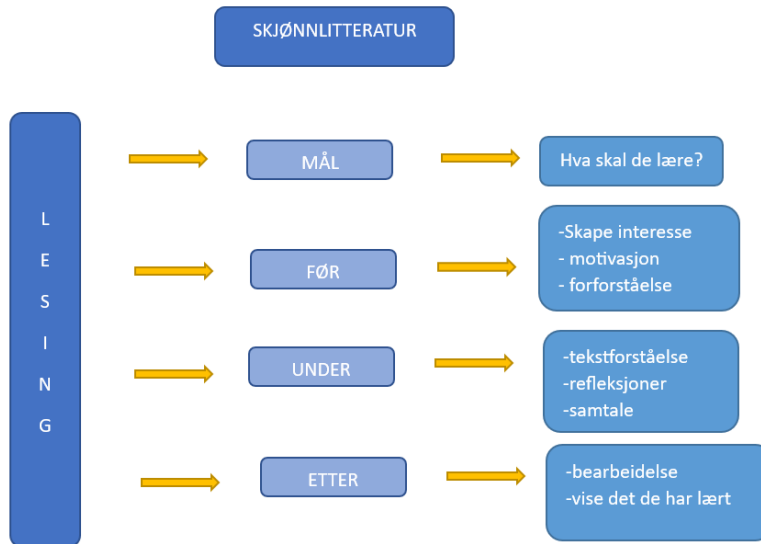 SKJØNNLITTERATUR
L
E
S
I
N
G
MÅL
Hva skal de lære?
FØR
-Skape interesse
- motivasjon
- forforståelse
UNDER
-tekstforståelse
-refleksjoner
-samtale
ETTER
-bearbeidelse
-vise det de har lært